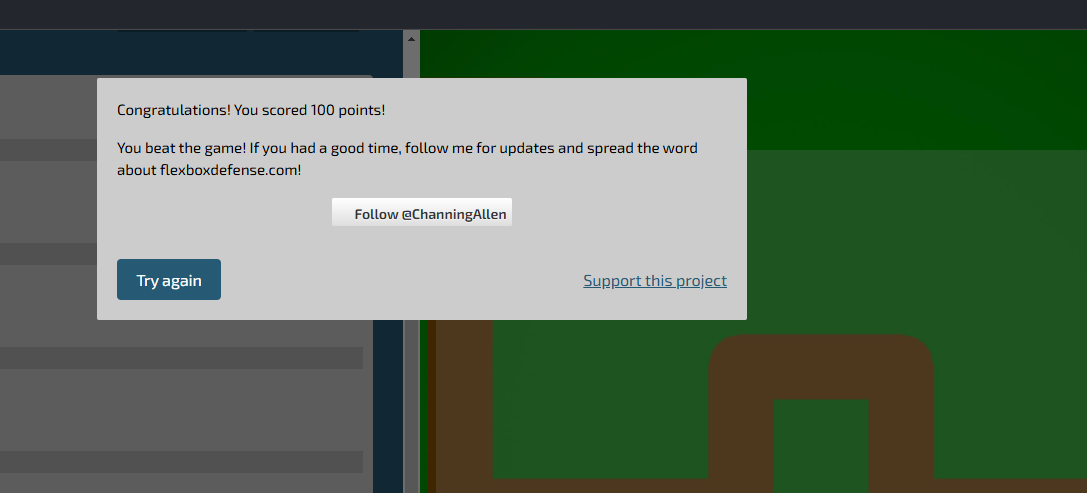 Congratulations! You scored 100 points!
You beat the game! If you had a good time, follow me for updates and spread the word
about flexboxdefense.com!
Follow @ChanningAllen
Try again
Support this project